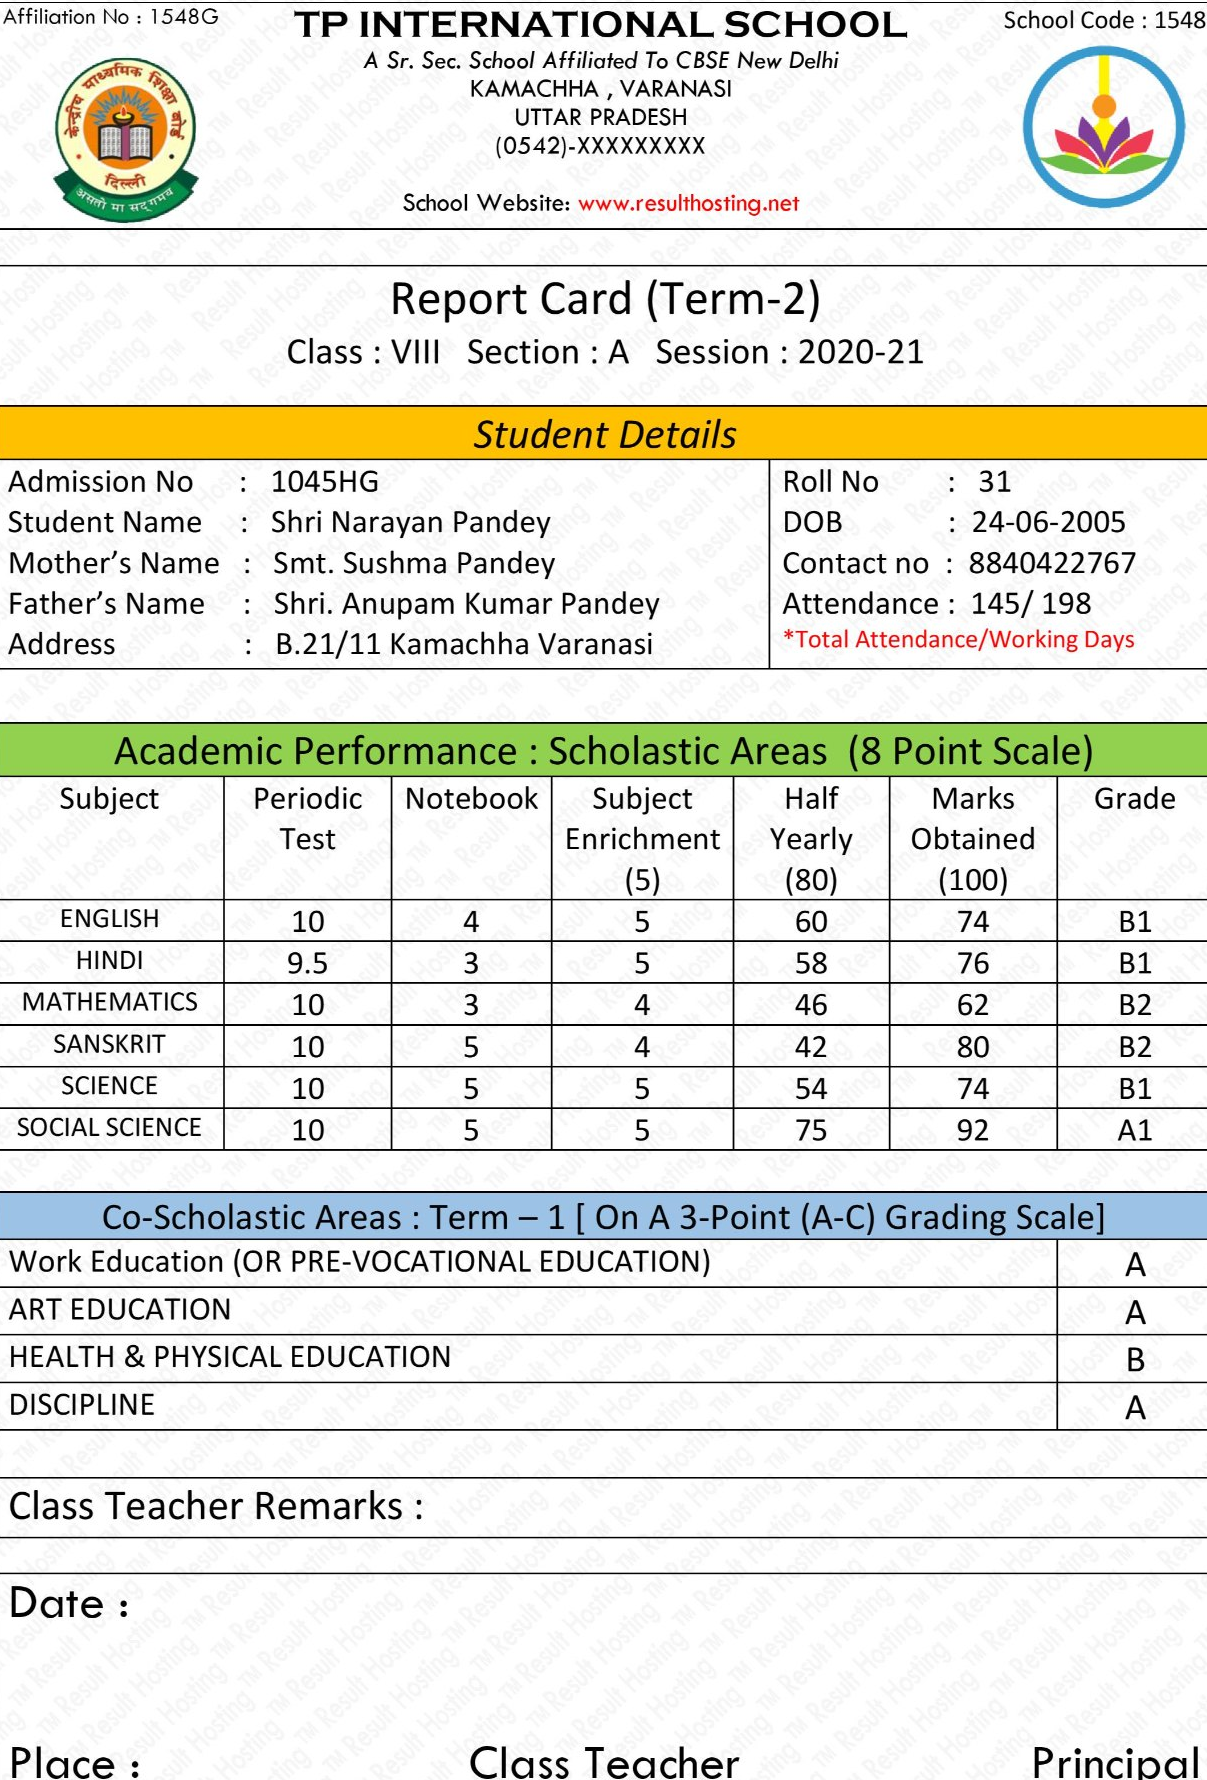 Affiliation No : 1548G
TP INTERNATIONAL SCHOOL
School Code : 1548
A Sr. Sec. School Affiliated To CBSE New Delhi
KAMACHHA , VARANASI
UTTAR PRADESH
(0542)-XXXXXXXXX
School Website: www.resulthosting.net
केन्द्रीय माध्यमिक शिक्षा बोर्ड
दिल्ली
असतो मा सद्गमय
Report Card (Term-2)
Class : VIII Section : A Session : 2020-21
Student Details
Admission No : 1045HG
Student Name : Shri Narayan Pandey
Mother’s Name : Smt. Sushma Pandey
Father’s Name : Shri. Anupam Kumar Pandey
Address : B.21/11 Kamachha Varanasi
Roll No : 31
DOB : 24-06-2005
Contact no : 8840422767
Attendance : 145/ 198
*Total Attendance/Working Days
Academic Performance : Scholastic Areas (8 Point Scale)
Subject Periodic Test Notebook Subject Enrichment (5) Half Yearly (80) Marks Obtained (100) Grade
ENGLISH 10 4 5 60 74 B1
HINDI 9.5 3 5 58 76 B1
MATHEMATICS 10 3 4 46 62 B2
SANSKRIT 10 5 4 42 80 B2
SCIENCE 10 5 5 54 74 B1
SOCIAL SCIENCE 10 5 5 75 92 A1
Co-Scholastic Areas : Term – 1 [ On A 3-Point (A-C) Grading Scale]
Work Education (OR PRE-VOCATIONAL EDUCATION) A
ART EDUCATION A
HEALTH & PHYSICAL EDUCATION B
DISCIPLINE A
Class Teacher Remarks :
Date :
Place : Class Teacher Principal
Result Hosting ™